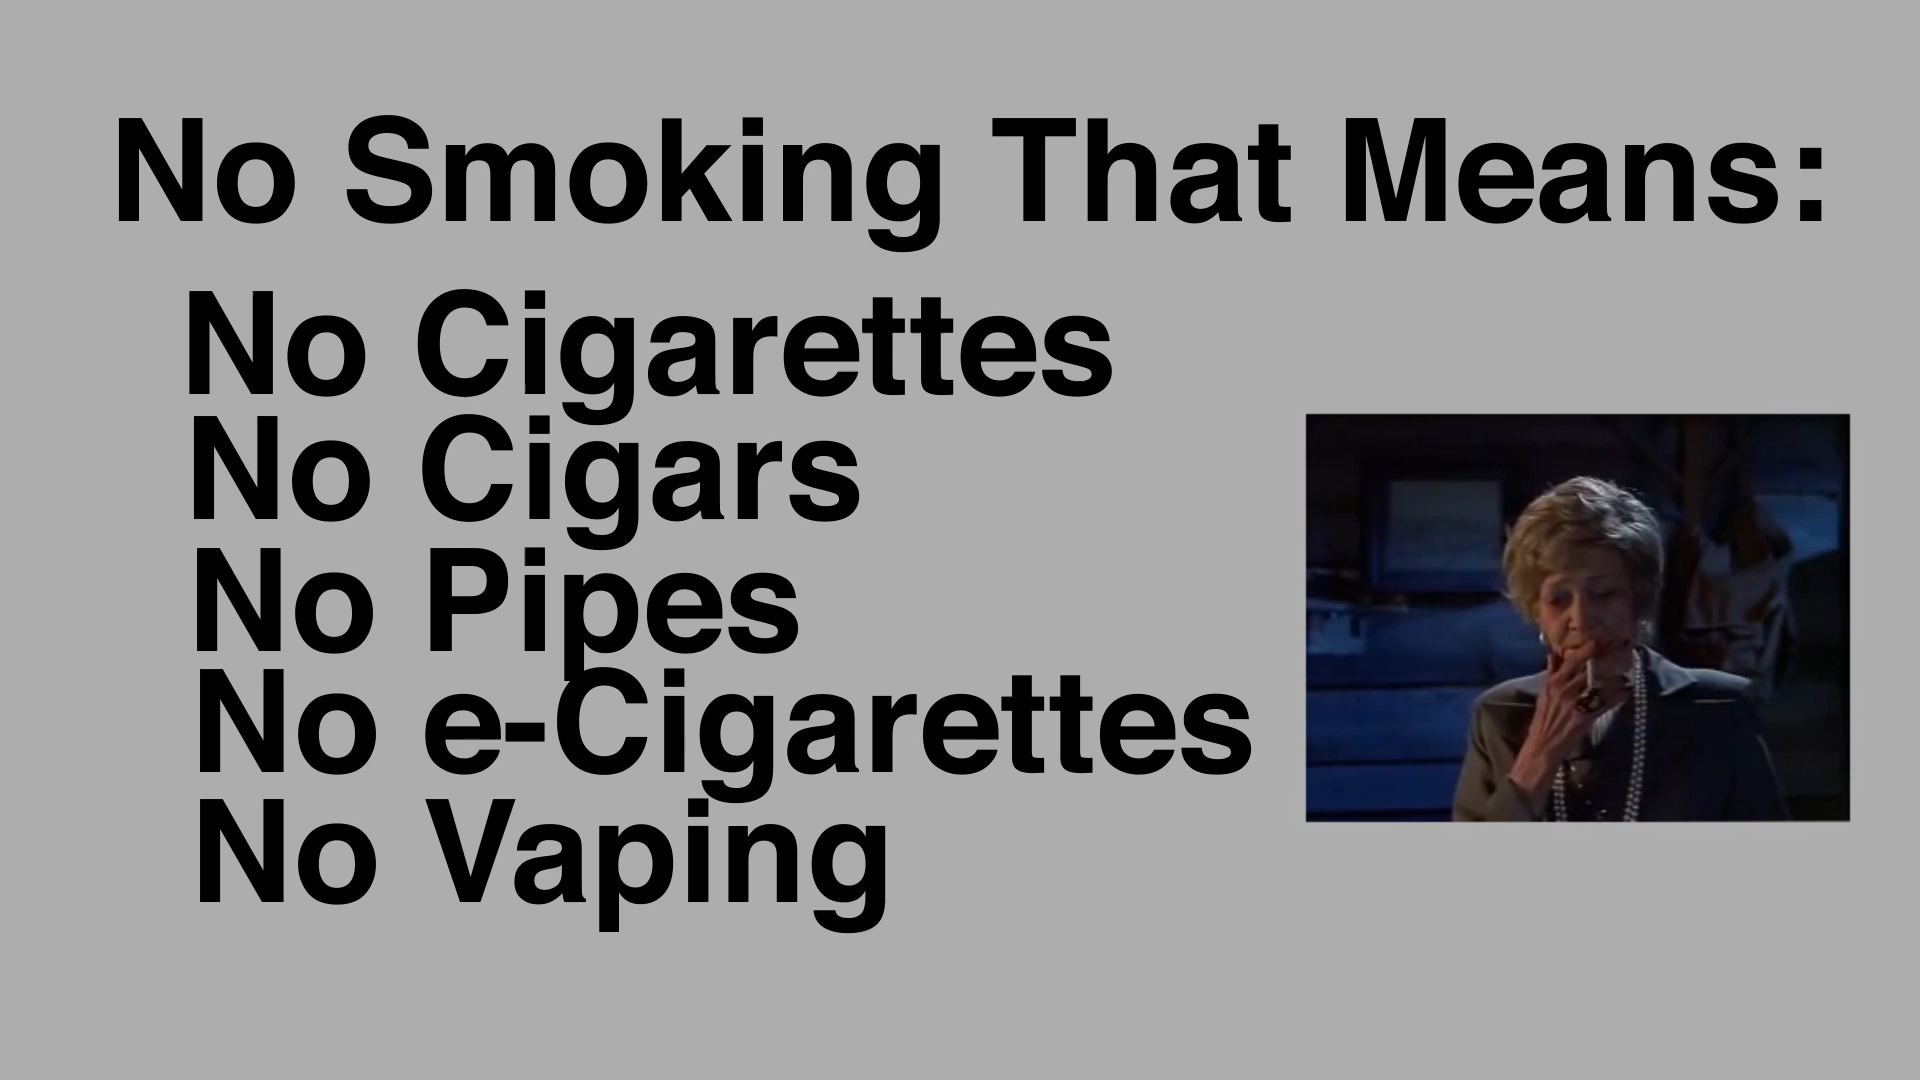 No Smoking That Means:
No Cigarettes
No Cigars
No Pipes
No e-Cigarettes
No Vaping